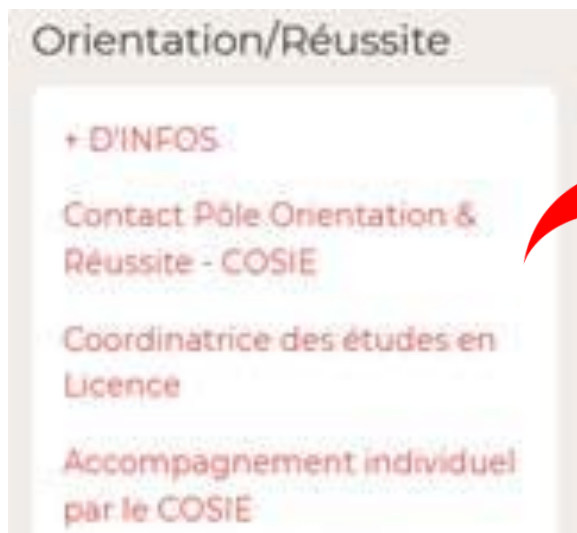 Orientation/Réussite
+ D'INFOS
Contact Pôle Orientation &
Réussite - COSIE
Coordinatrice des études en
Licence
Accompagnement individuel
par le COSIE